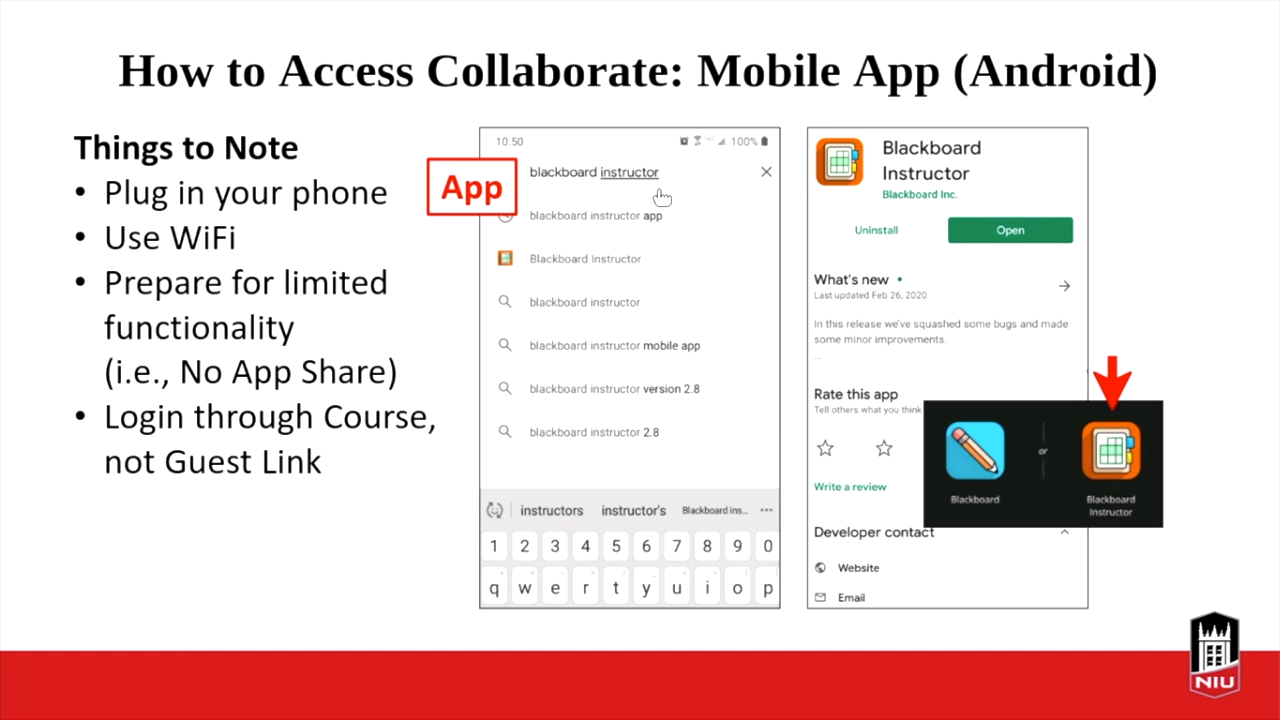 How to Access Collaborate: Mobile App (Android)
Things to Note
• Plug in your phone
• Use WiFi
• Prepare for limited
functionality
(i.e., No App Share)
• Login through Course,
not Guest Link
App
10:50
100%
blackboard instructor
blackboard instructor app
Blackboard Instructor
blackboard instructor
blackboard instructor mobile app
blackboard instructor version 2.8
blackboard instructor 2.8
instructors instructor's Blackboard ins...
1 2 3 4 5 6 7 8 9 0
q w e r t y u i o p
Blackboard
Instructor
Blackboard Inc.
Uninstall Open
What's new •
Last updated Feb 26, 2020
In this release we've squashed some bugs and made
some minor improvements.
...
Rate this app
Tell others what you think
Write a review
Developer contact
Website
Email
Blackboard
or
Blackboard
Instructor
NIU